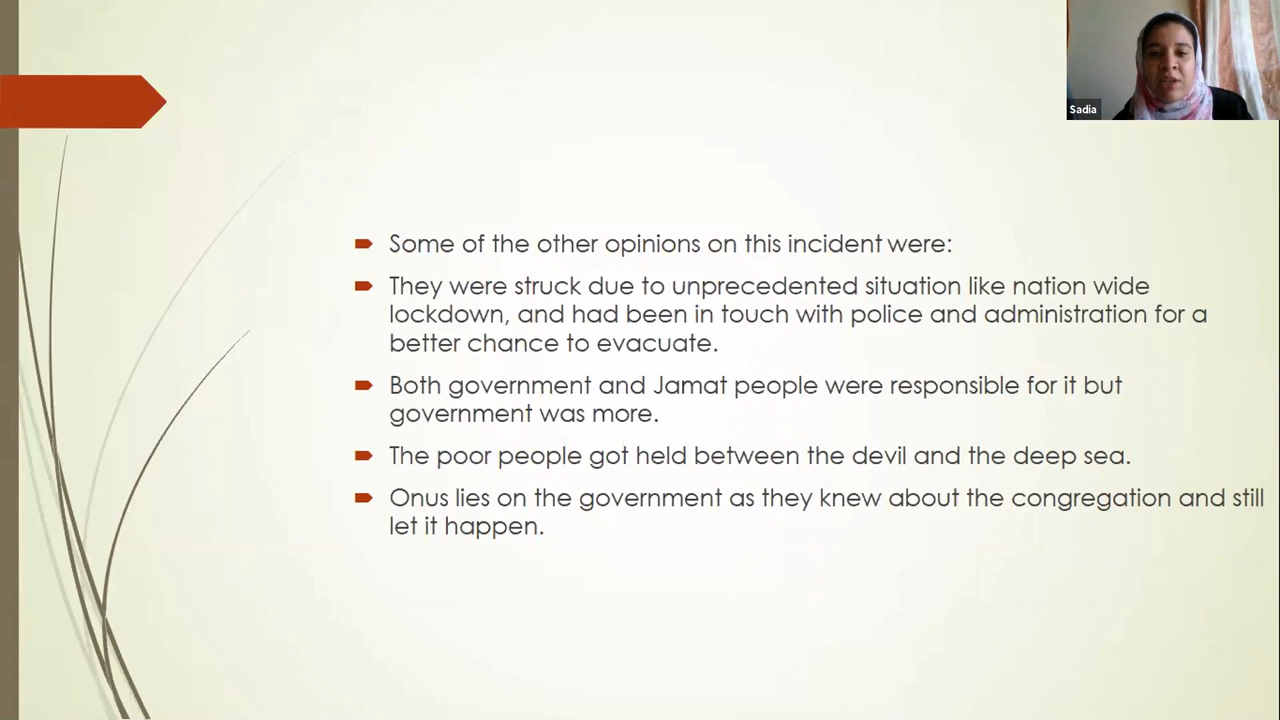 Sadia
Some of the other opinions on this incident were:
They were struck due to unprecedented situation like nation wide
lockdown, and had been in touch with police and administration for a
better chance to evacuate.
Both government and Jamat people were responsible for it but
government was more.
The poor people got held between the devil and the deep sea.
Onus lies on the government as they knew about the congregation and still
let it happen.